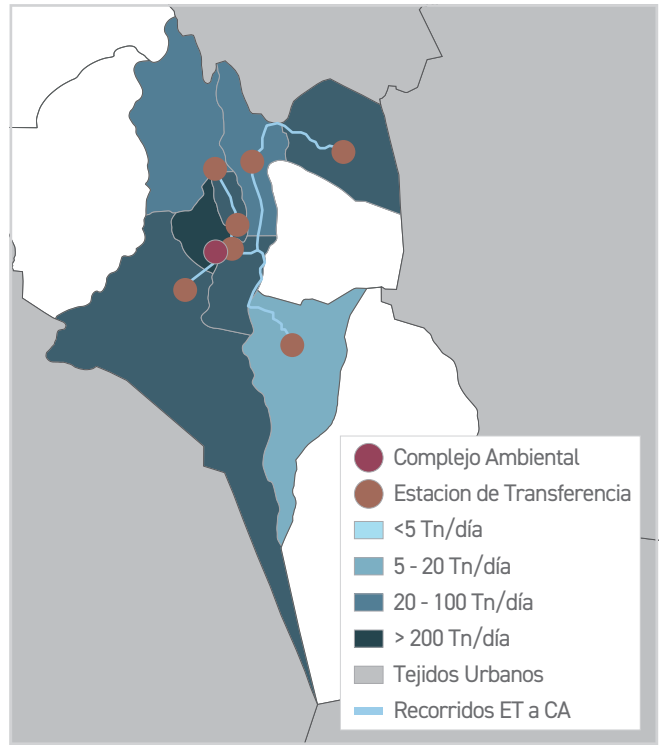 Complejo Ambiental
Estacion de Transferencia
<5 Tn/día
5 - 20 Tn/día
20 - 100 Tn/día
> 200 Tn/día
Tejidos Urbanos
Recorridos ET a CA